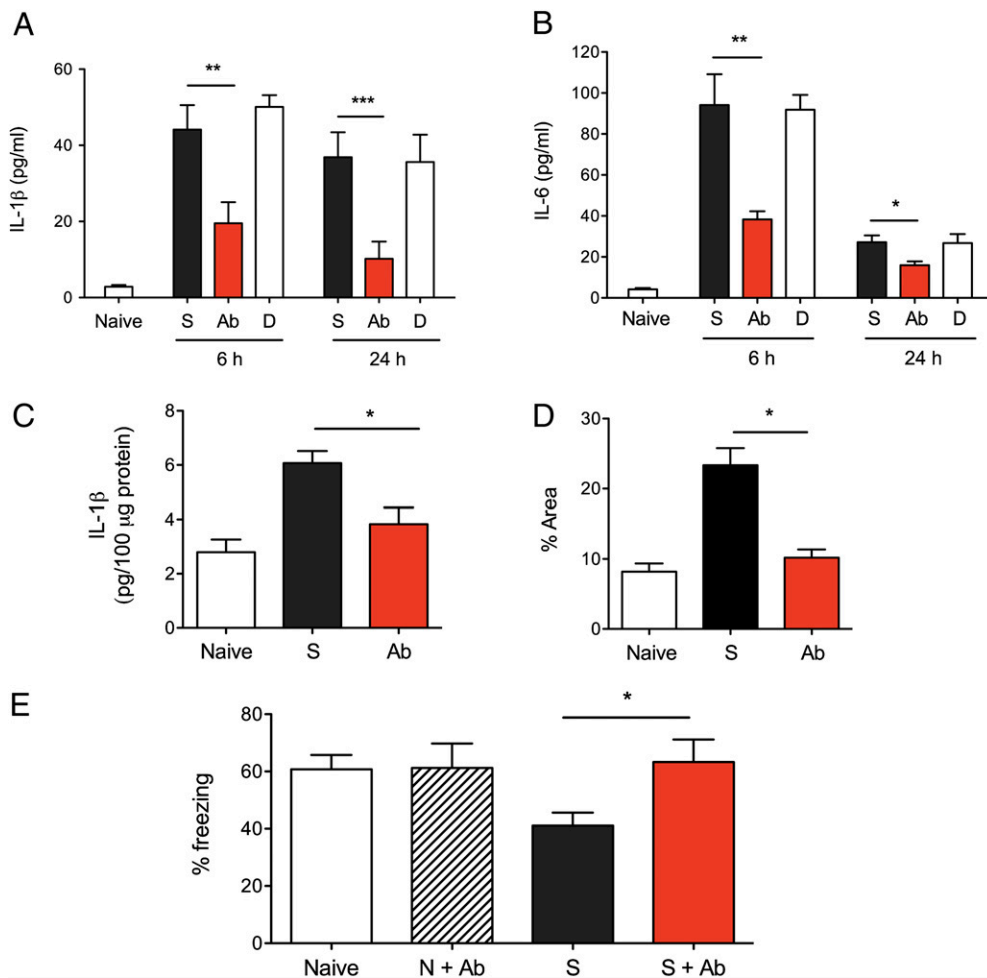 A
IL-1β (pg/ml)
60
40
20
0
**
***
Naive S Ab D S Ab D
6 h 24 h
B
IL-6 (pg/ml)
120
100
80
60
40
20
0
**
*
Naive S Ab D S Ab D
6 h 24 h
C
IL-1β
(pg/100 μg protein)
8
6
4
2
0
*
Naive S Ab
D
% Area
30
20
10
0
*
Naive S Ab
E
% freezing
80
60
40
20
0
*
Naive N + Ab S S + Ab